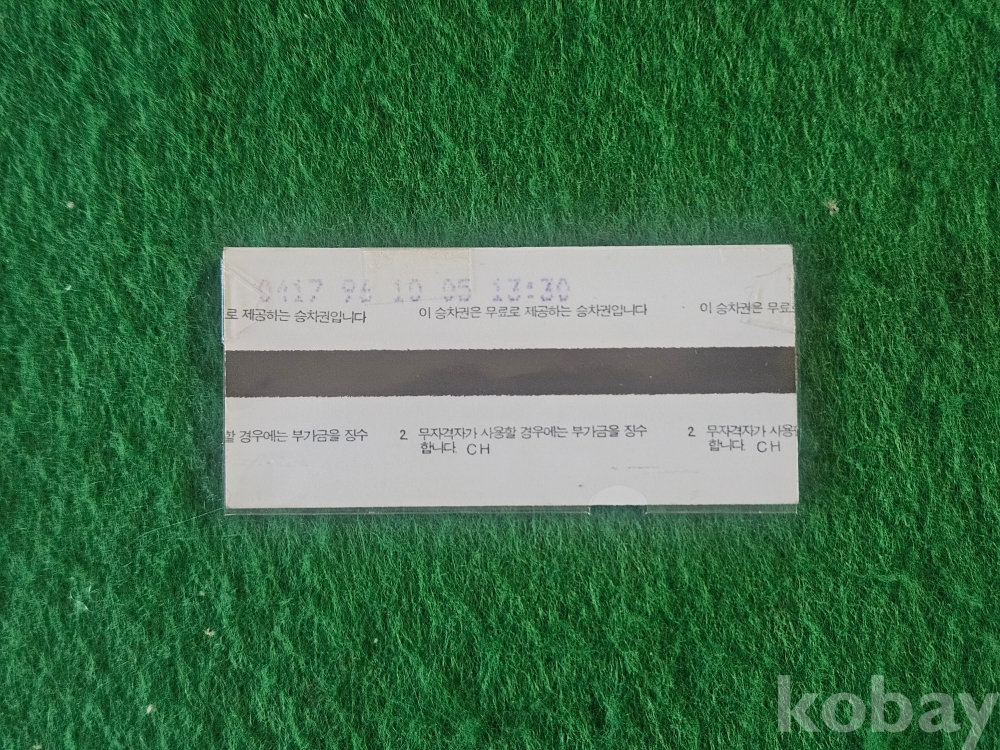 0417 96 10 05 13:30
로 제공하는 승차권입니다 이 승차권은 무료로 제공하는 승차권입니다 이 승차권은 무료로
할 경우에는 부가금을 징수 2. 무자격자가 사용할 경우에는 부가금을 징수 2. 무자격자가 사용할
합니다. CH 합니다. CH
kobay